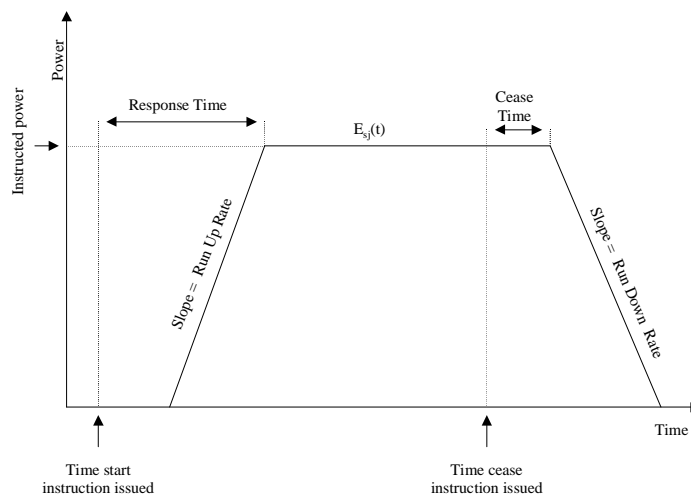 Power
Response Time
Cease
Time
E_sj(t)
Instructed power
Slope = Run Up Rate
Slope = Run Down Rate
Time
Time start
instruction issued
Time cease
instruction issued